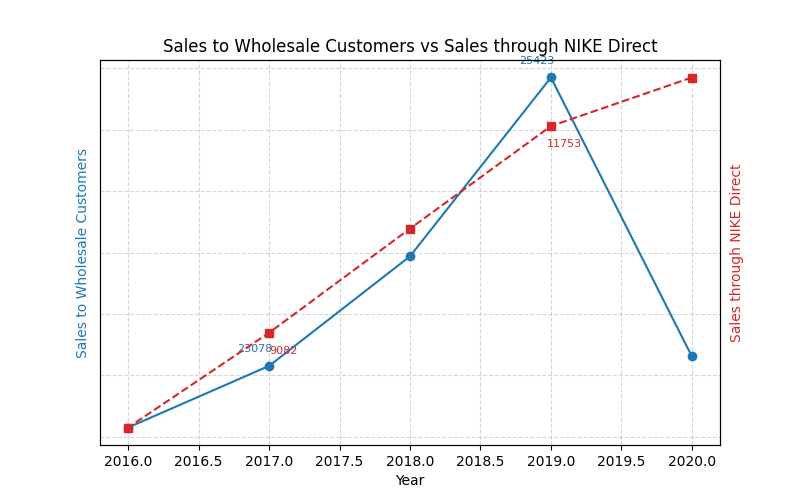 Sales to Wholesale Customers vs Sales through NIKE Direct
25423
11753
23078
9082
Sales to Wholesale Customers
Sales through NIKE Direct
2016.0 2016.5 2017.0 2017.5 2018.0 2018.5 2019.0 2019.5 2020.0
Year